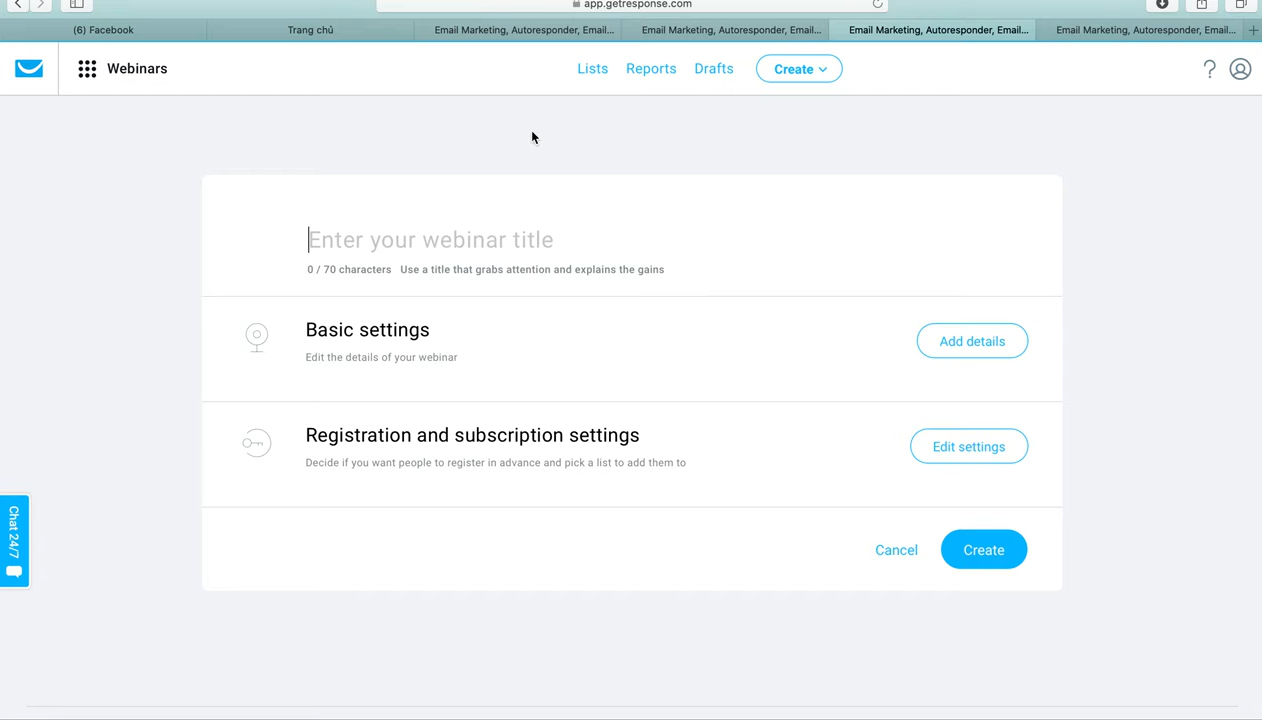 app.getresponse.com
(6) Facebook
Trang chủ
Email Marketing, Autoresponder, Email...
Email Marketing, Autoresponder, Email...
Email Marketing, Autoresponder, Email...
Email Marketing, Autoresponder, Email...
Webinars
Lists
Reports
Drafts
Create
?
Enter your webinar title
0 / 70 characters Use a title that grabs attention and explains the gains
Basic settings
Edit the details of your webinar
Add details
Registration and subscription settings
Decide if you want people to register in advance and pick a list to add them to
Edit settings
Chat 24/7
Cancel
Create